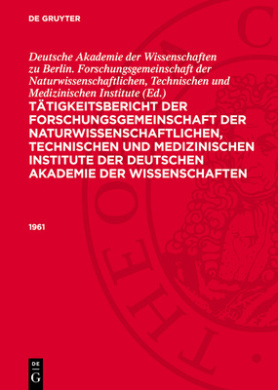 DE GRUYTER
Deutsche Akademie der Wissenschaften
zu Berlin. Forschungsgemeinschaft der
Naturwissenschaftlichen, Technischen und
Medizinischen Institute (Ed.)
TÄTIGKEITSBERICHT DER
FORSCHUNGSGEMEINSCHAFT DER
NATURWISSENSCHAFTLICHEN,
TECHNISCHEN UND MEDIZINISCHEN
INSTITUTE DER DEUTSCHEN
AKADEMIE DER WISSENSCHAFTEN
1961
DE
G